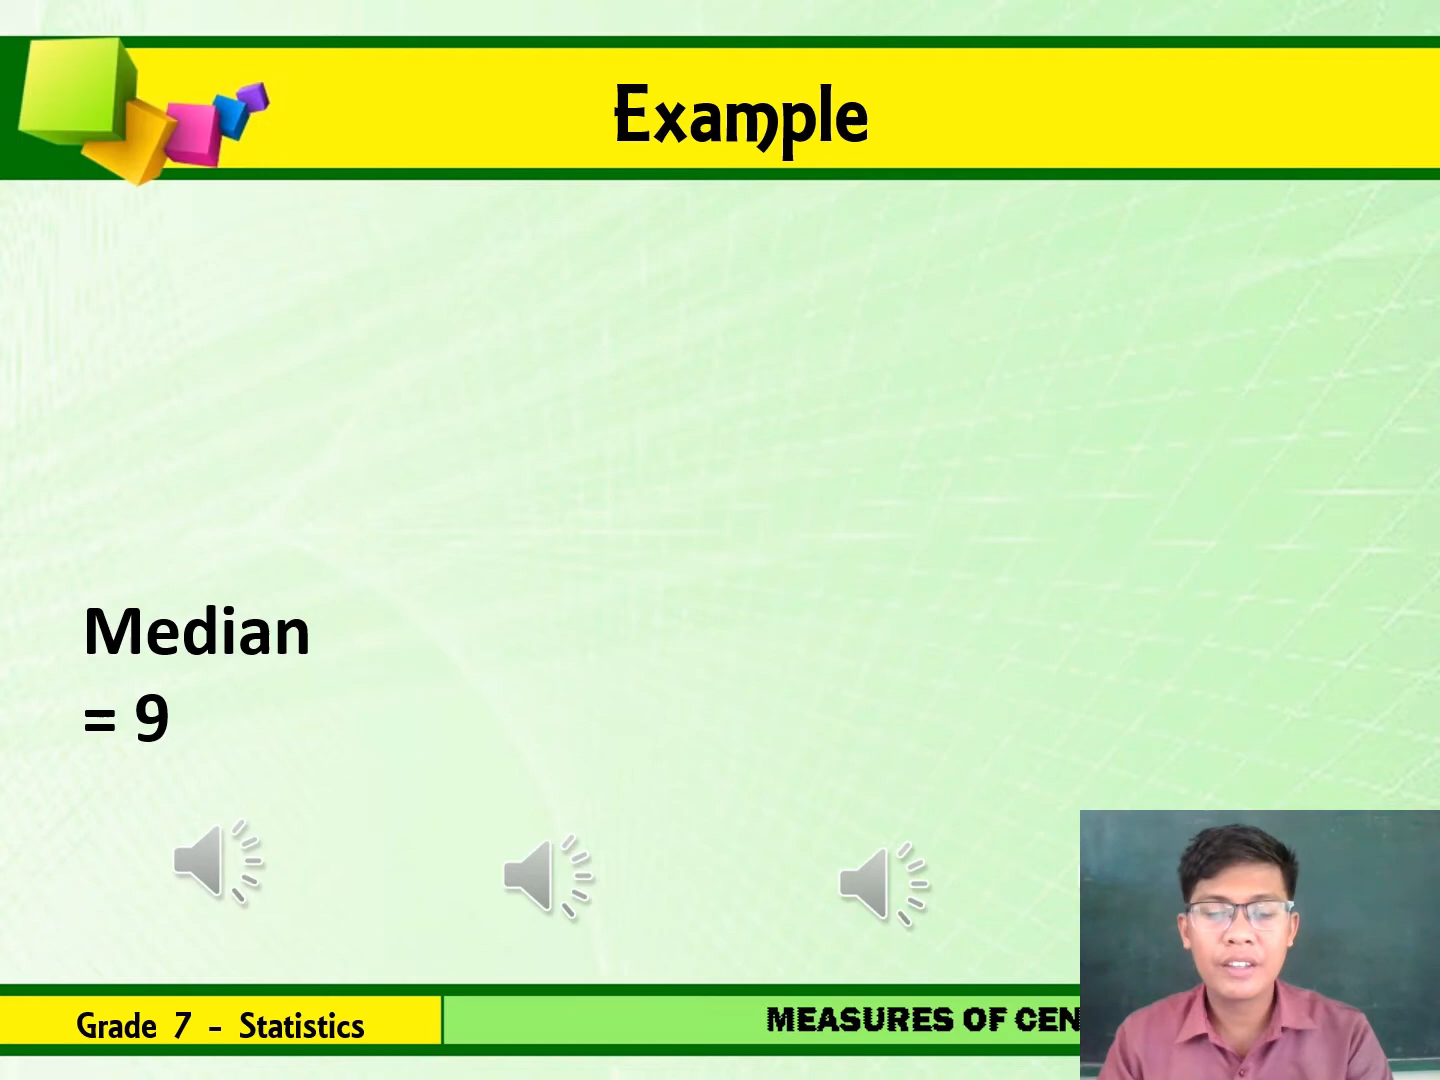 Example
Median
= 9
Grade 7 - Statistics
MEASURES OF CEN